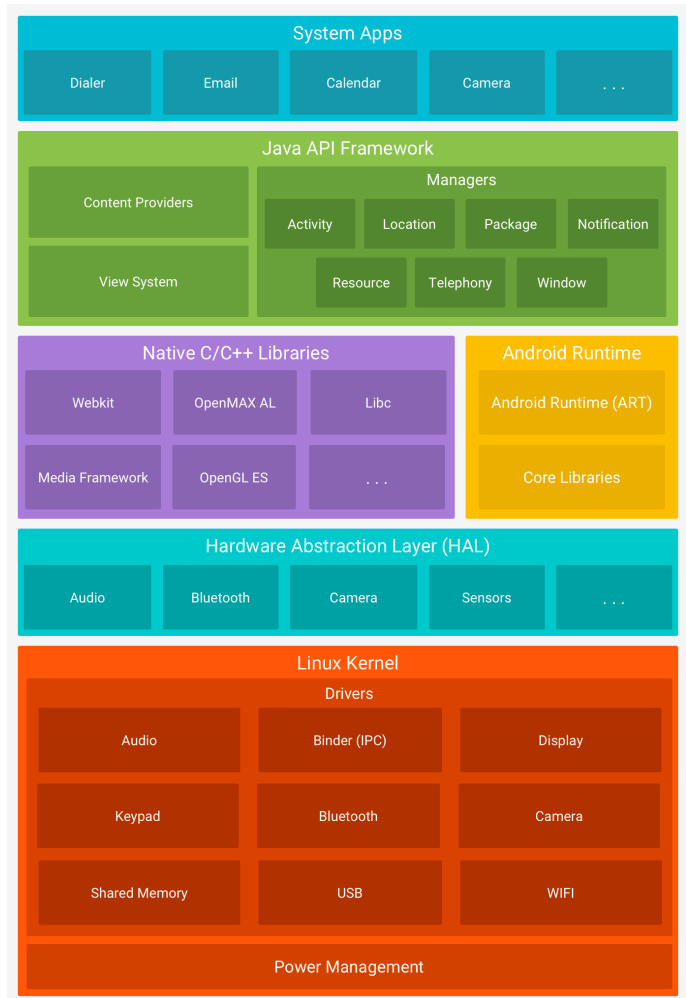 System Apps
Dialer
Email
Calendar
Camera
. . .
Java API Framework
Content Providers
View System
Managers
Activity
Location
Package
Notification
Resource
Telephony
Window
Native C/C++ Libraries
Webkit
OpenMAX AL
Libc
Media Framework
OpenGL ES
. . .
Android Runtime
Android Runtime (ART)
Core Libraries
Hardware Abstraction Layer (HAL)
Audio
Bluetooth
Camera
Sensors
. . .
Linux Kernel
Drivers
Audio
Binder (IPC)
Display
Keypad
Bluetooth
Camera
Shared Memory
USB
WIFI
Power Management